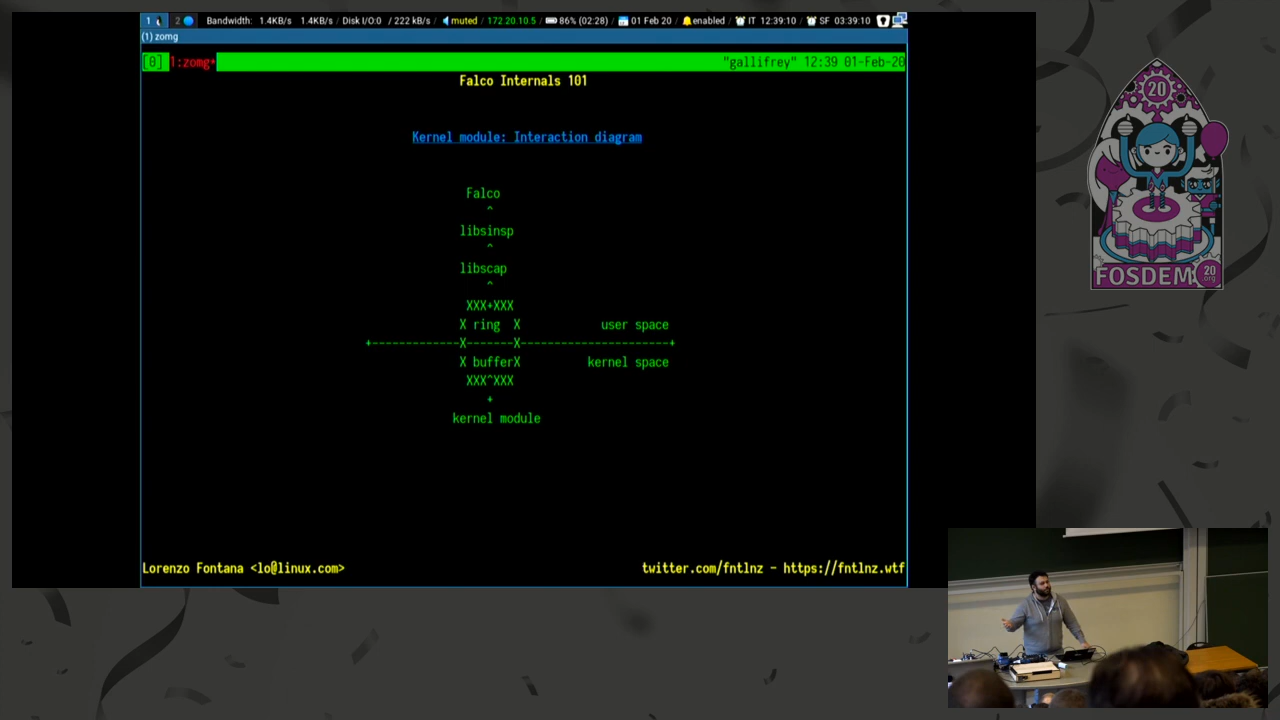 1 2 Bandwidth: 1.4KB/s 1.4KB/s / Disk I/O:0 / 222 kB/s / muted / 172.20.10.5 / 86% (02:28) / 01 Feb 20 / enabled / IT 12:39:10 / SF 03:39:10
(1) zomg
[0] 1:zomg* "gallifrey" 12:39 01-Feb-20
Falco Internals 101
Kernel module: Interaction diagram
Falco
^
libsinsp
^
libscap
^
XXX+XXX
X ring X user space
+-------------X-------X----------------------+
X bufferX kernel space
XXX^XXX
+
kernel module
Lorenzo Fontana <lo@linux.com> twitter.com/fntlnz - https://fntlnz.wtf
20
FOSDEM 20 .org